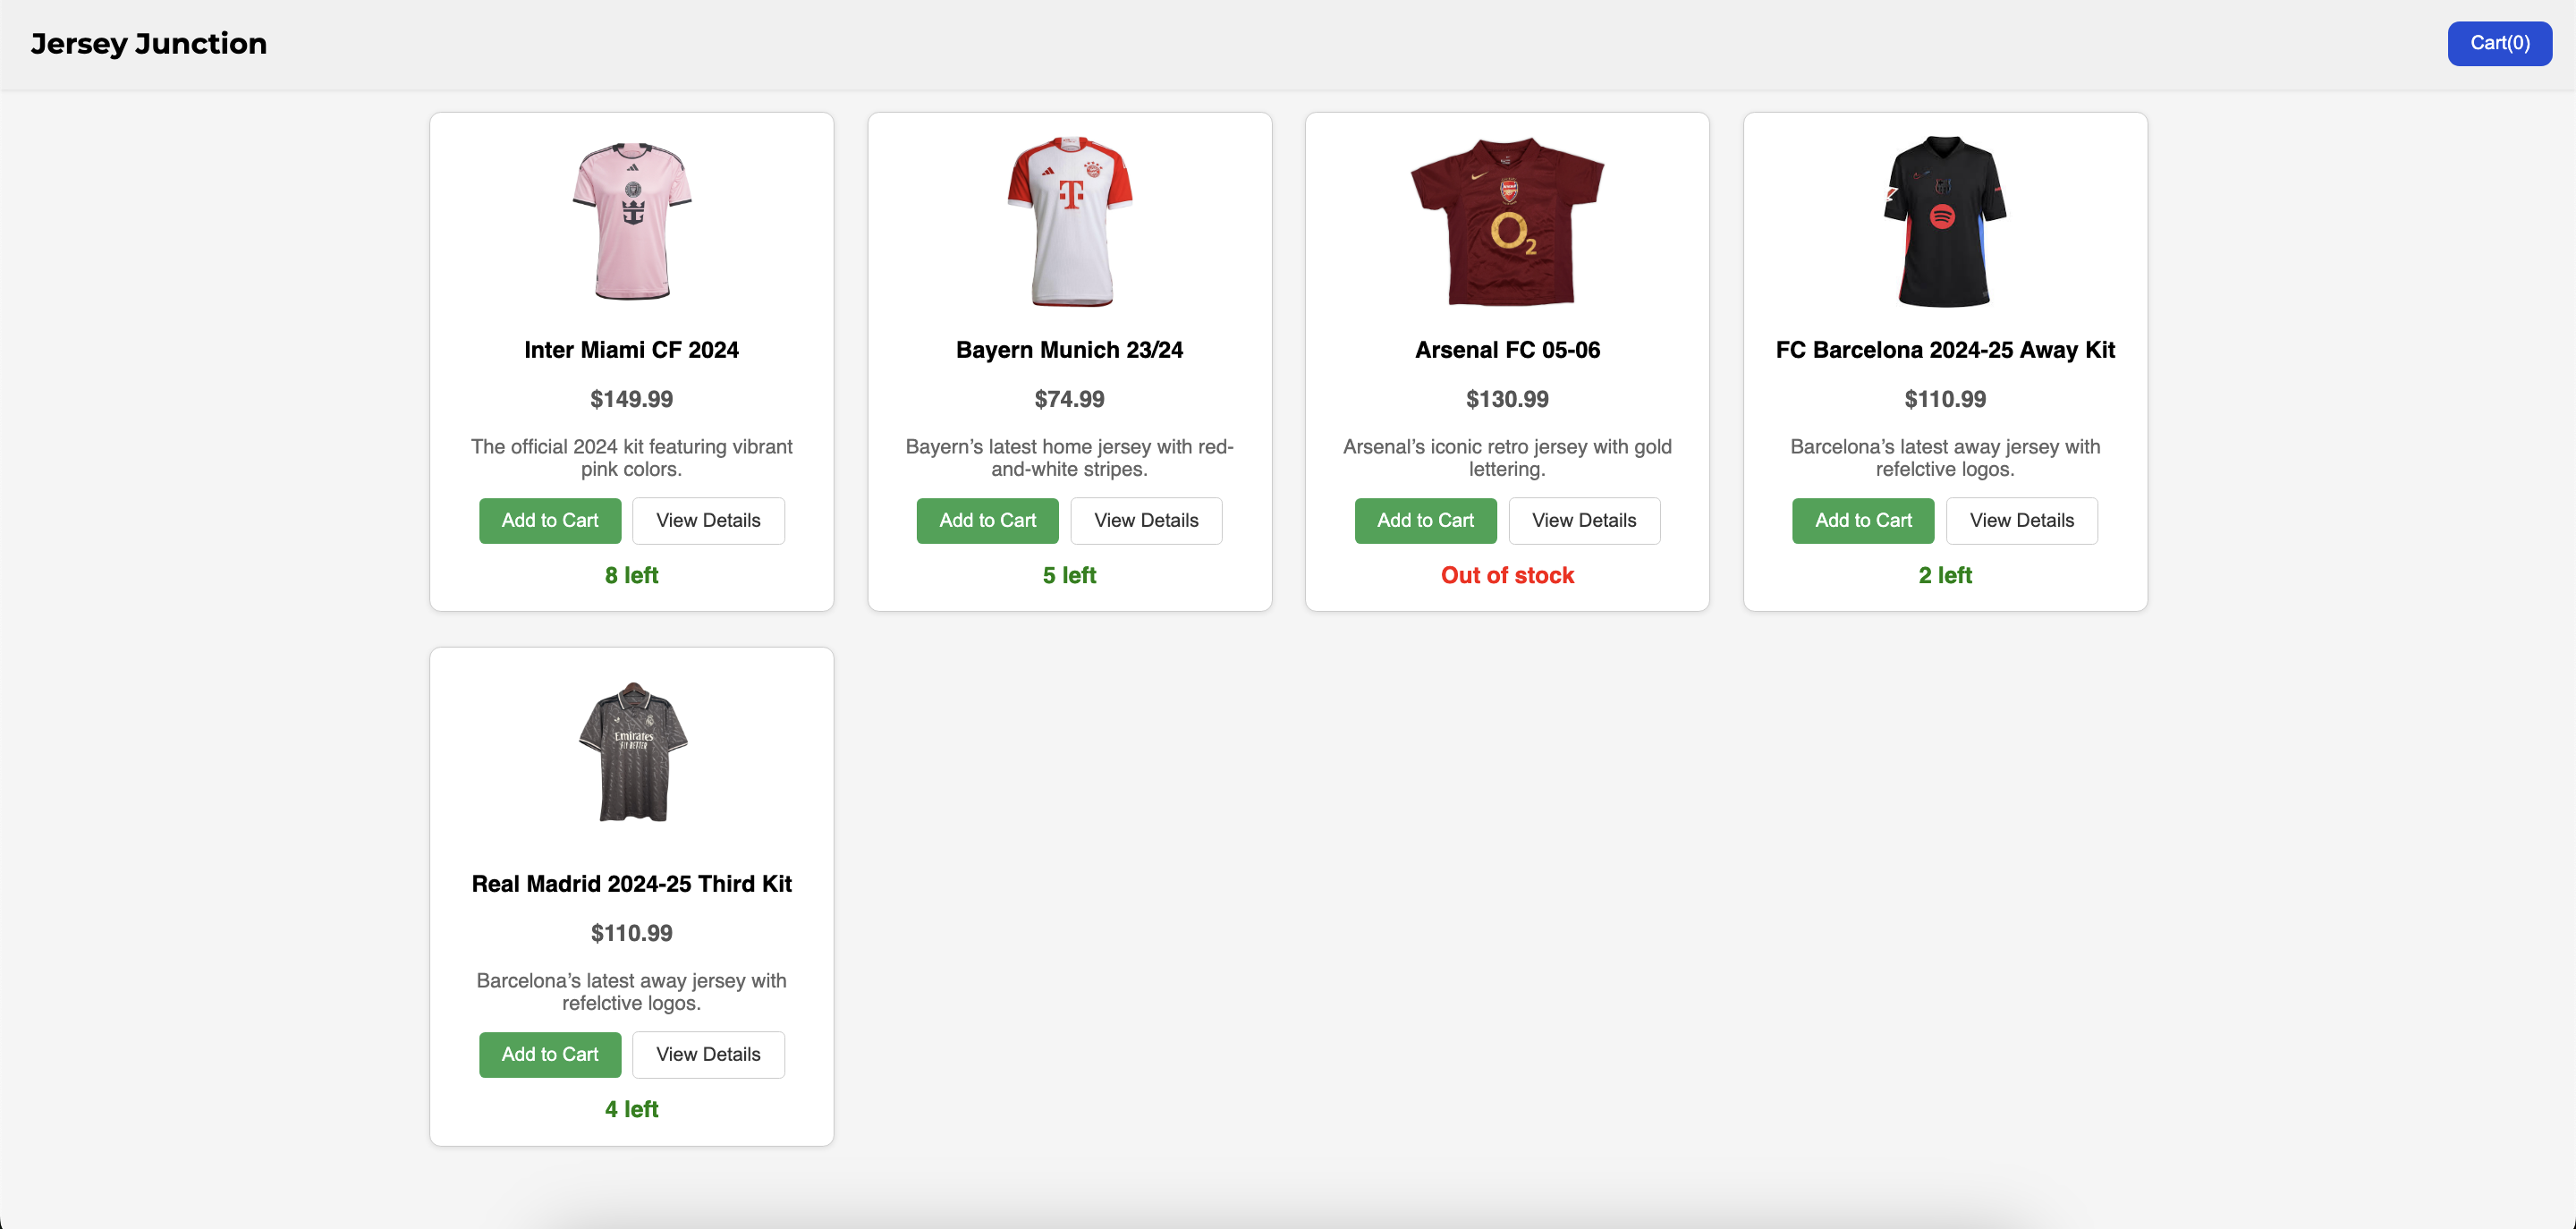 Jersey Junction
Cart(0)
T
O2
Inter Miami CF 2024
Bayern Munich 23/24
Arsenal FC 05-06
FC Barcelona 2024-25 Away Kit
$149.99
$74.99
$130.99
$110.99
The official 2024 kit featuring vibrant
pink colors.
Bayern’s latest home jersey with red-
and-white stripes.
Arsenal’s iconic retro jersey with gold
lettering.
Barcelona’s latest away jersey with
refelctive logos.
Add to Cart
View Details
Add to Cart
View Details
Add to Cart
View Details
Add to Cart
View Details
8 left
5 left
Out of stock
2 left
Emirates
FLY BETTER
Real Madrid 2024-25 Third Kit
$110.99
Barcelona’s latest away jersey with
refelctive logos.
Add to Cart
View Details
4 left